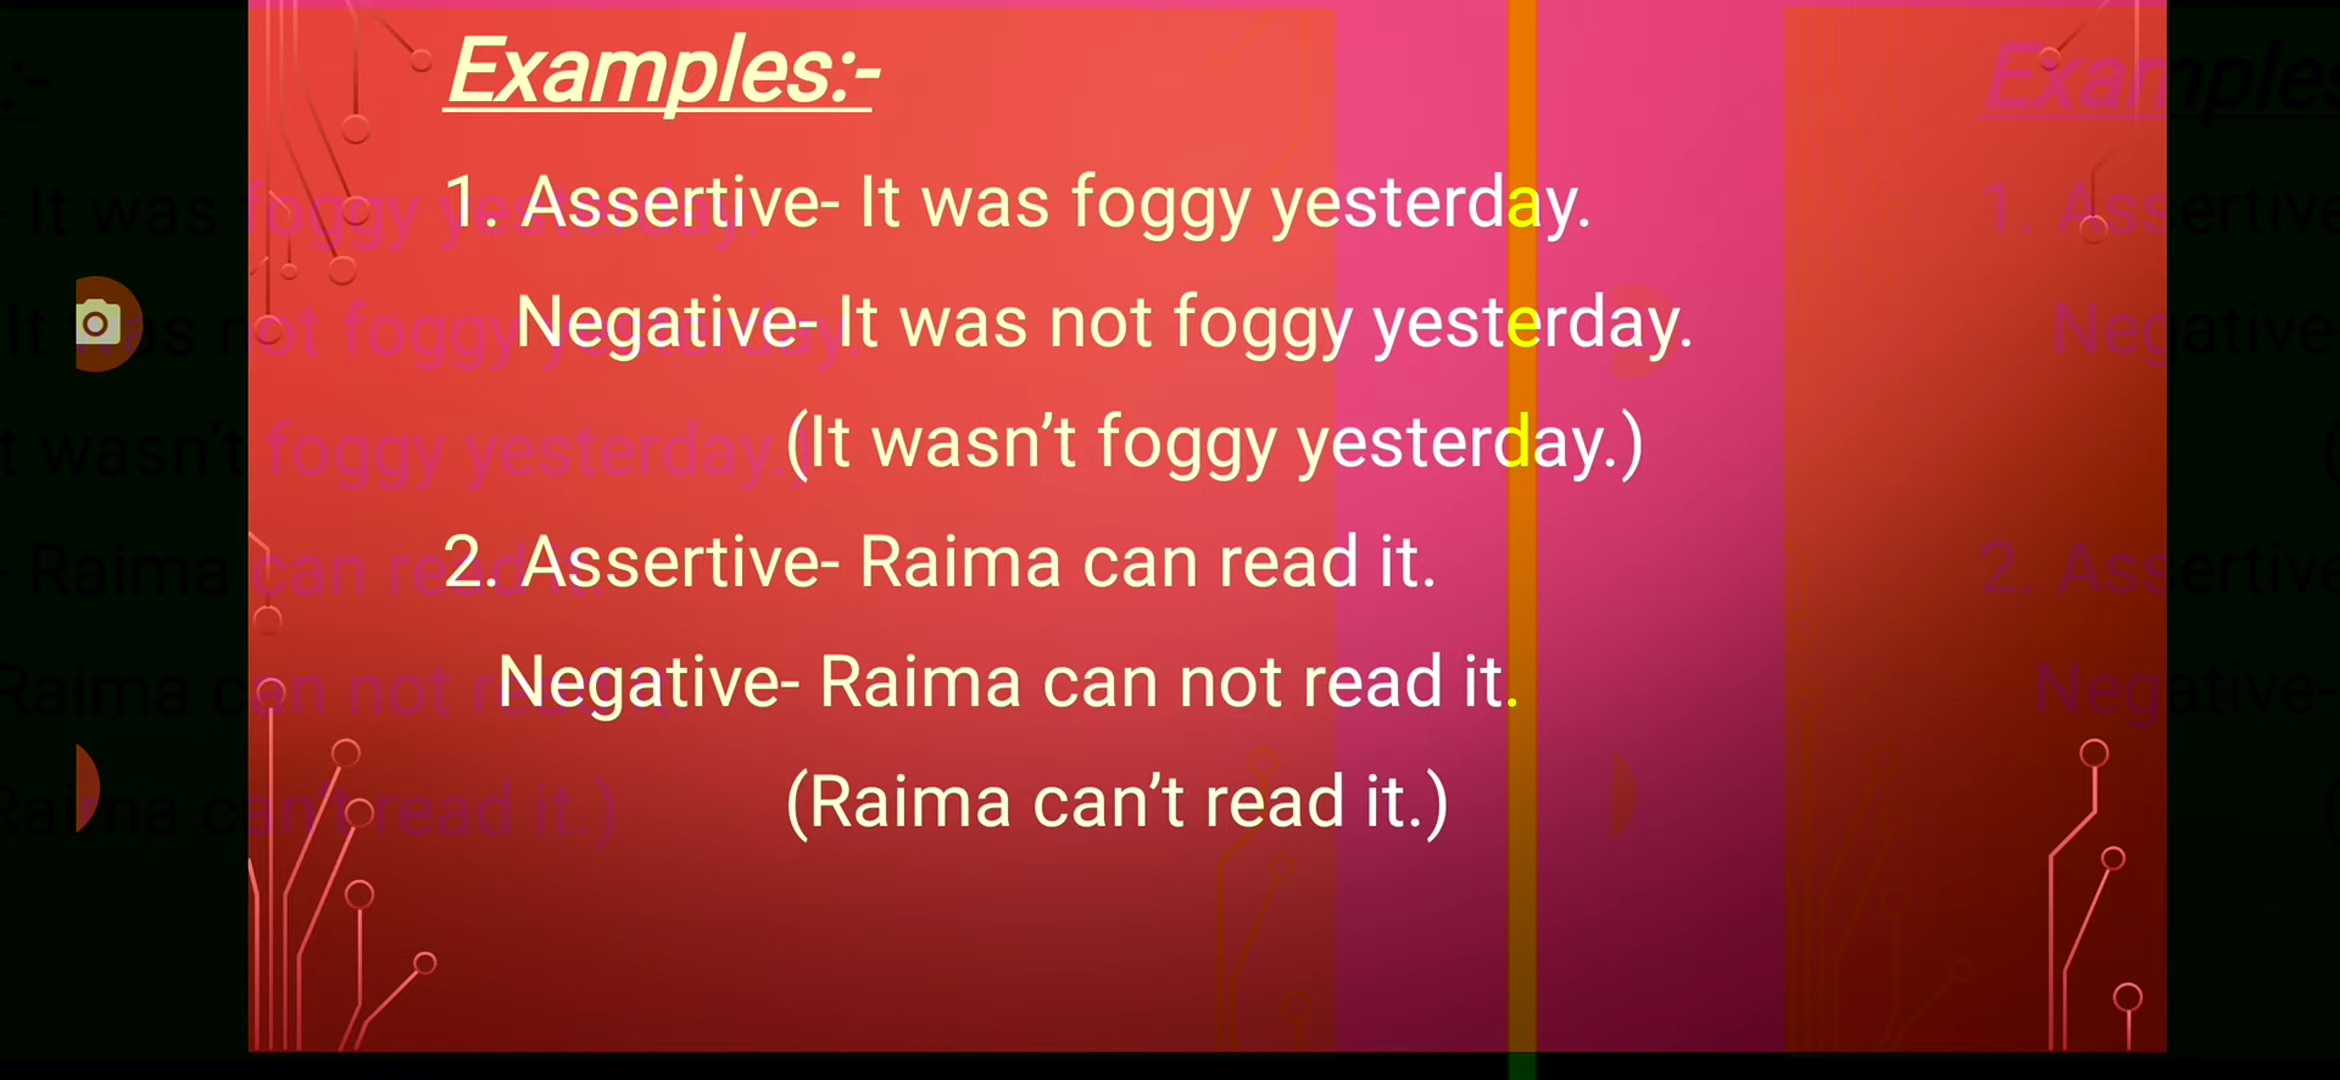 Examples:-
1. Assertive- It was foggy yesterday.
Negative- It was not foggy yesterday.
(It wasn’t foggy yesterday.)
2. Assertive- Raima can read it.
Negative- Raima can not read it.
(Raima can’t read it.)